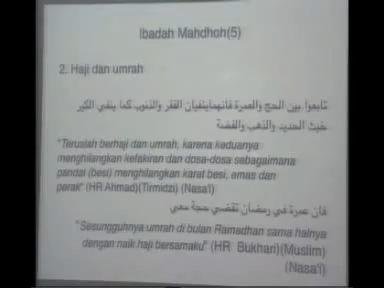 Ibadah Mahdhoh(5)
2. Haji dan umrah
تابعوا بين الحج والعمرة فانهما ينفيان الفقر والذنوب كما ينفي الكير
خبث الحديد والذهب والفضة
"Teruslah berhaji dan umrah, karena keduanya
menghilangkan kefakiran dan dosa-dosa sebagaimana
pandai (besi) menghilangkan karat besi, emas dan
perak" (HR Ahmad)(Tirmidzi) (Nasa'i)
فان عمرة في رمضان تقضي حجة معي
"Sesungguhnya umrah di bulan Ramadhan sama halnya
dengan naik haji bersamaku" (HR Bukhari)(Muslim)
(Nasa'i)